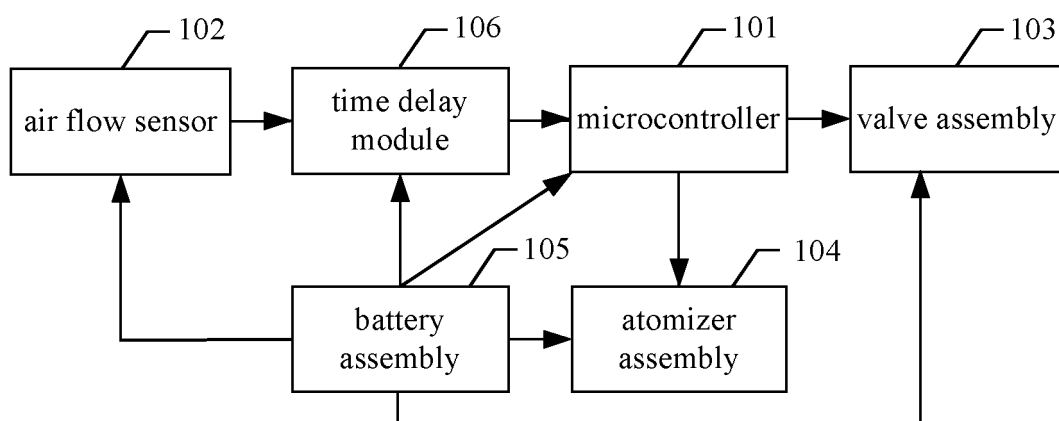 102
106
101
103
air flow sensor
time delay
module
microcontroller
valve assembly
105
104
battery
assembly
atomizer
assembly